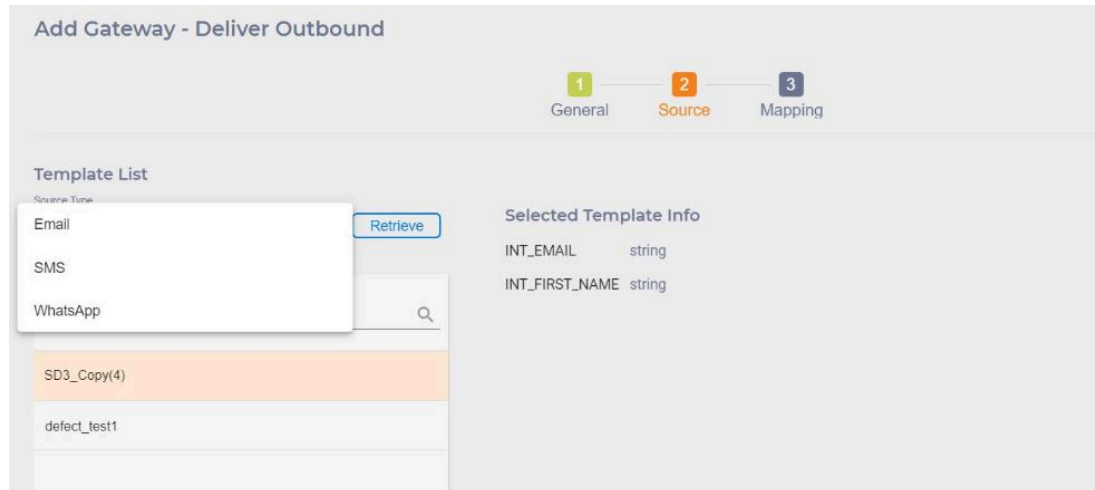 Add Gateway - Deliver Outbound
1
2
3
General
Source
Mapping
Template List
Source Type
Email
SMS
WhatsApp
Retrieve
SD3_Copy(4)
defect_test1
Selected Template Info
INT_EMAIL string
INT_FIRST_NAME string